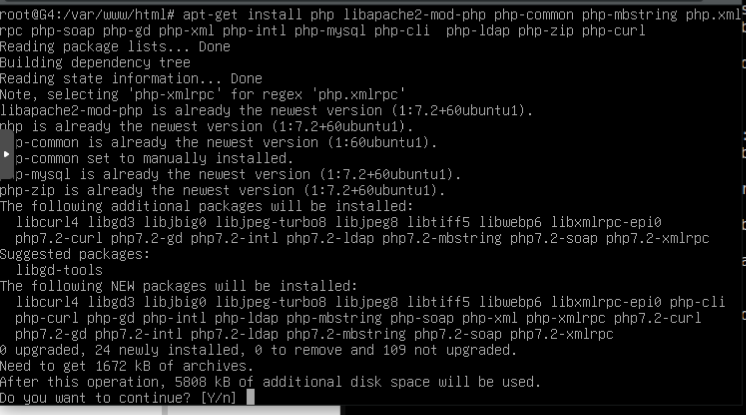 root@G4:/var/www/html# apt-get install php libapache2-mod-php php-common php-mbstring php.xml
rpc php-soap php-gd php-xml php-intl php-mysql php-cli  php-ldap php-zip php-curl
Reading package lists... Done
Building dependency tree
Reading state information... Done
Note, selecting 'php-xmlrpc' for regex 'php.xmlrpc'
libapache2-mod-php is already the newest version (1:7.2+60ubuntu1).
php is already the newest version (1:7.2+60ubuntu1).
p-common is already the newest version (1:60ubuntu1).
p-common set to manually installed.
p-mysql is already the newest version (1:7.2+60ubuntu1).
php-zip is already the newest version (1:7.2+60ubuntu1).
The following additional packages will be installed:
  libcurl4 libgd3 libjbig0 libjpeg-turbo8 libjpeg8 libtiff5 libwebp6 libxmlrpc-epi0
  php7.2-curl php7.2-gd php7.2-intl php7.2-ldap php7.2-mbstring php7.2-soap php7.2-xmlrpc
Suggested packages:
  libgd-tools
The following NEW packages will be installed:
  libcurl4 libgd3 libjbig0 libjpeg-turbo8 libjpeg8 libtiff5 libwebp6 libxmlrpc-epi0 php-cli
  php-curl php-gd php-intl php-ldap php-mbstring php-soap php-xml php-xmlrpc php7.2-curl
  php7.2-gd php7.2-intl php7.2-ldap php7.2-mbstring php7.2-soap php7.2-xmlrpc
0 upgraded, 24 newly installed, 0 to remove and 109 not upgraded.
Need to get 1672 kB of archives.
After this operation, 5808 kB of additional disk space will be used.
Do you want to continue? [Y/n]